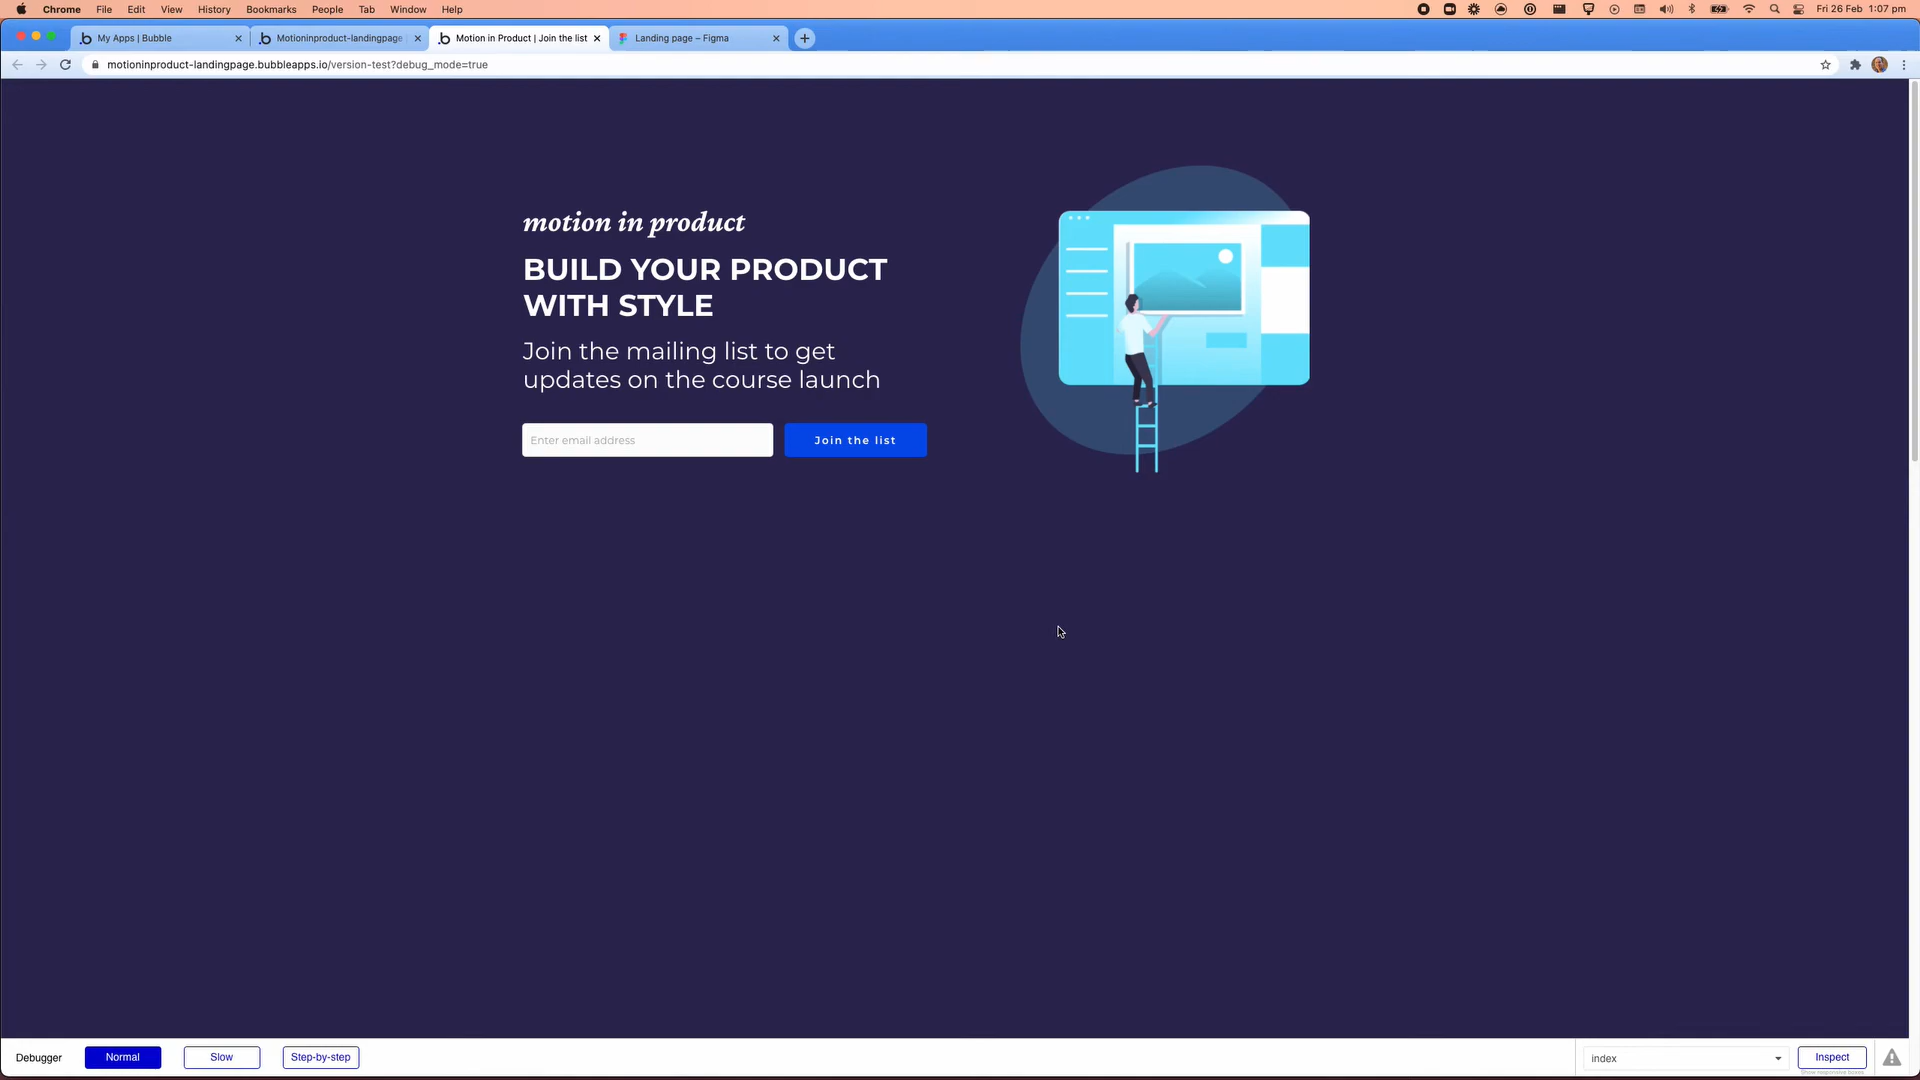 Chrome File Edit View History Bookmarks People Tab Window Help Fri 26 Feb 1:07 pm
My Apps | Bubble Motioninproduct-landingpage Motion in Product | Join the list Landing page – Figma
motioninproduct-landingpage.bubbleapps.io/version-test?debug_mode=true
motion in product
BUILD YOUR PRODUCT
WITH STYLE
Join the mailing list to get
updates on the course launch
Enter email address Join the list
Debugger Normal Slow Step-by-step index Inspect
Show responsive boxes